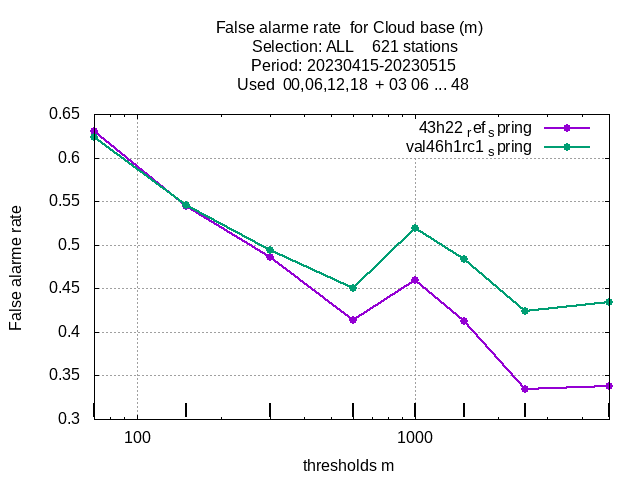 False alarme rate  for Cloud base (m)
Selection: ALL    621 stations
Period: 20230415-20230515
Used  00,06,12,18  + 03 06 ... 48
0.65
0.6
0.55
0.5
0.45
0.4
0.35
0.3
False alarme rate
43h22 ref spring
val46h1rc1 spring
100
1000
thresholds m